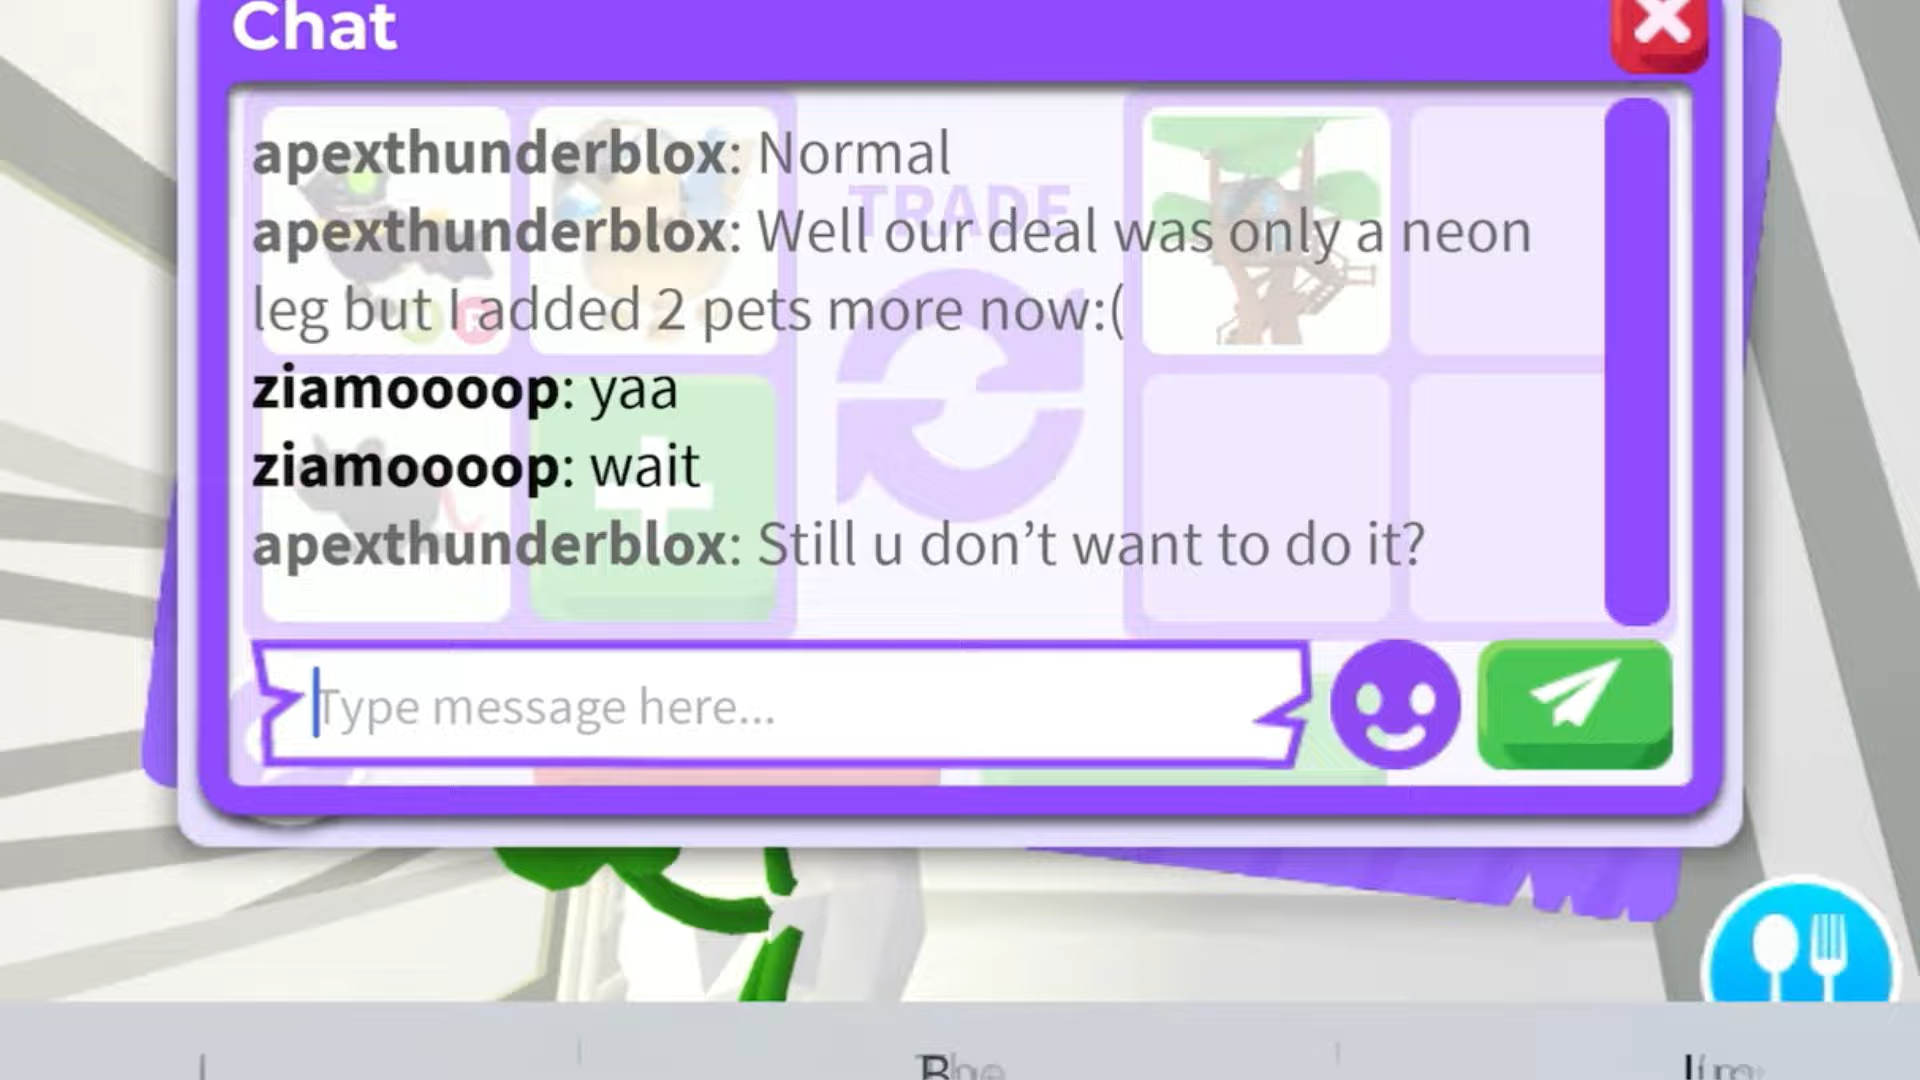 Chat
apexthunderblox: Normal
TRADE
apexthunderblox: Well our deal was only a neon
leg but I added 2 pets more now:(
R
ziamoooop: yaa
ziamoooop: wait
apexthunderblox: Still u don’t want to do it?
Type message here...